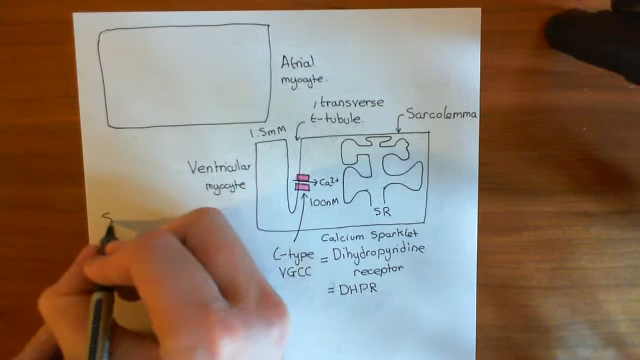 Atrial
myocyte.
transverse
t-tubule.
Sarcolemma
1.5mM
Ventricular
myocyte
Ca2+
100nM
SR
Calcium Sparklet
L-type
VGCC
= Dihydropyridine
receptor
= DHPR
S